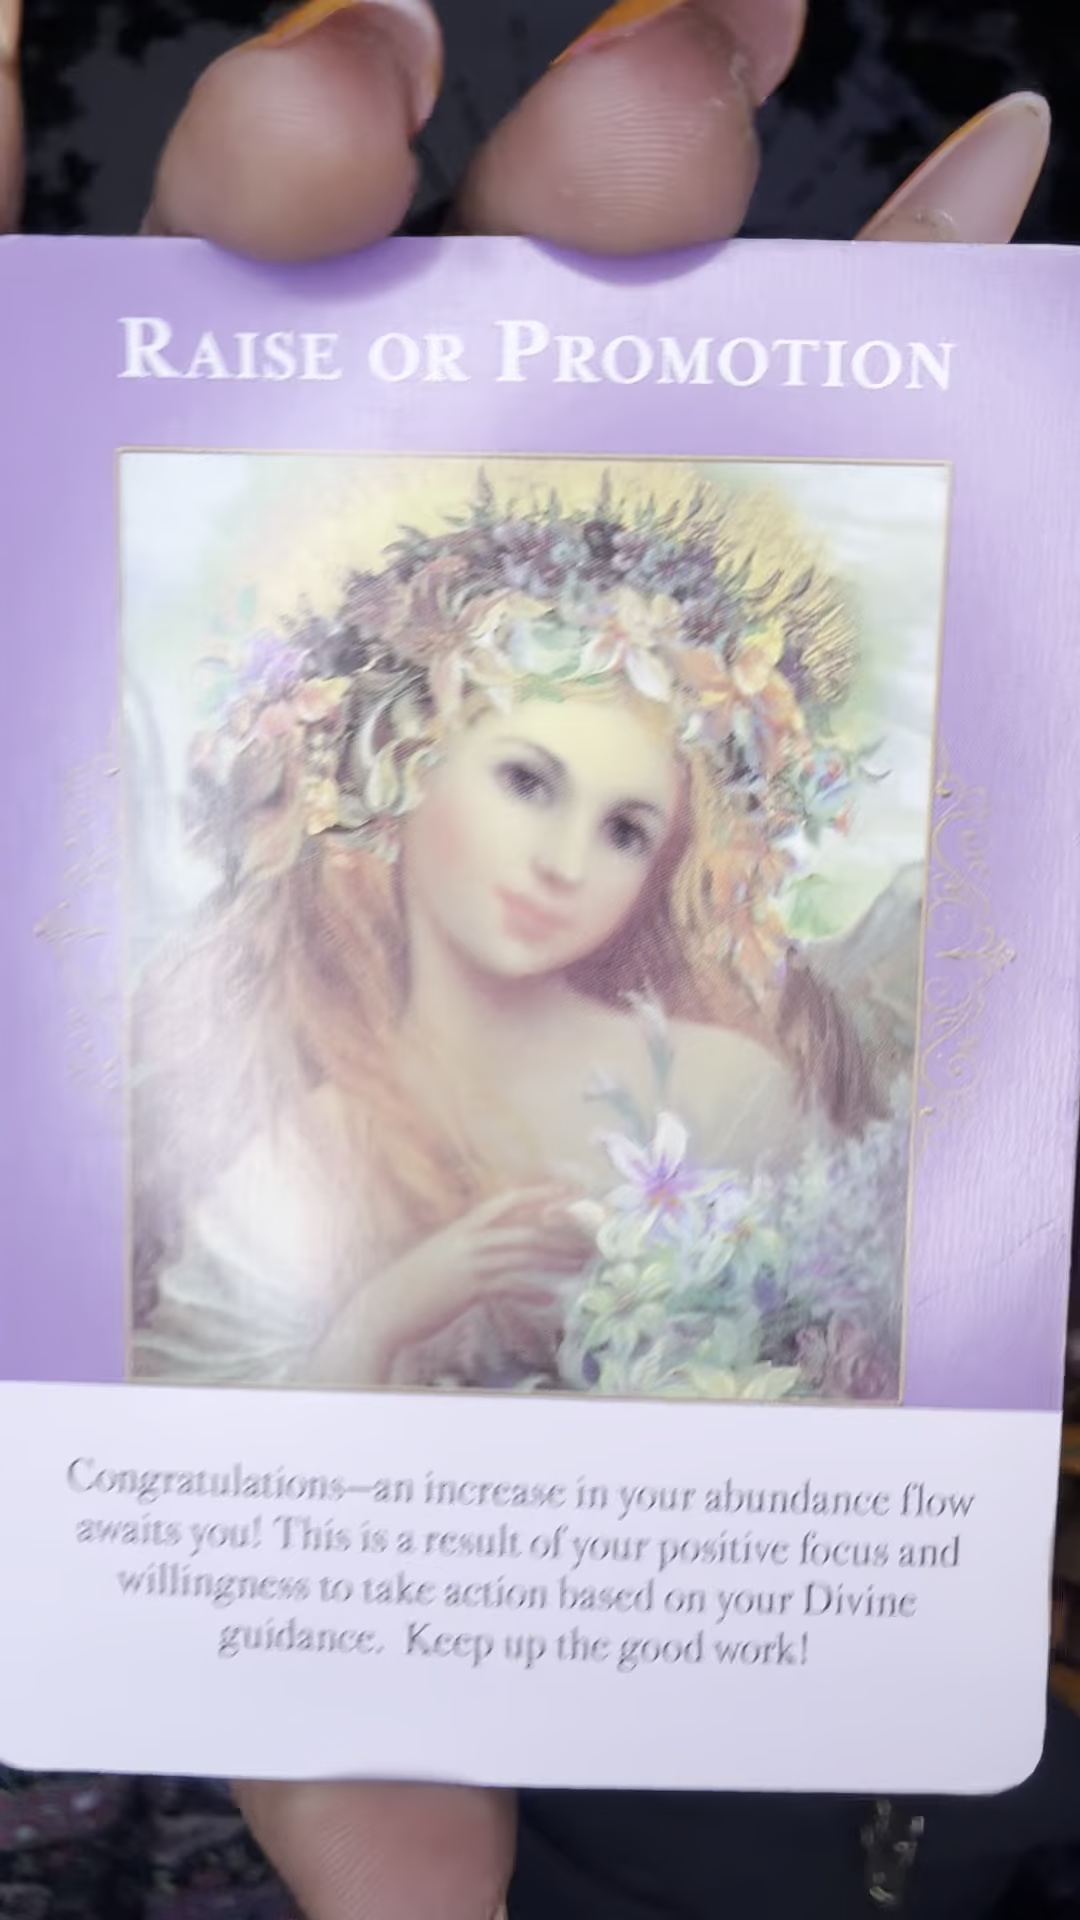 RAISE OR PROMOTION
Congratulations—an increase in your abundance flow
awaits you! This is a result of your positive focus and
willingness to take action based on your Divine
guidance. Keep up the good work!